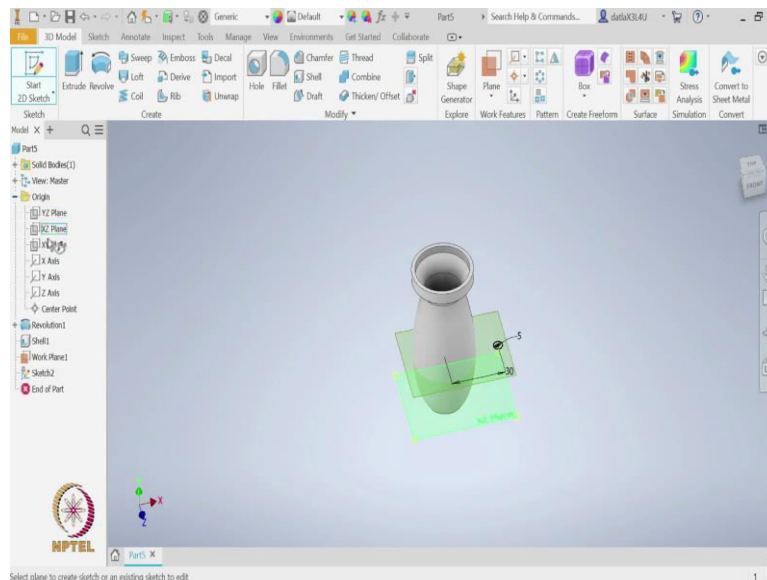 Generic
Default
Part5
Search Help & Commands...
datlaX3L4U
File 3D Model Sketch Annotate Inspect Tools Manage View Environments Get Started Collaborate
Start
2D Sketch
Sketch
Extrude Revolve
Sweep Emboss Decal
Loft Derive Import
Coil Rib Unwrap
Create
Hole Fillet
Chamfer Thread Split
Shell Combine
Draft Thicken/ Offset
Modify
Shape
Generator
Explore
Plane
Work Features
Pattern
Box
Create Freeform
Surface
Stress
Analysis
Simulation
Convert to
Sheet Metal
Convert
Model
Part5
Solid Bodies(1)
View: Master
Origin
YZ Plane
XZ Plane
X Axis
Y Axis
Z Axis
Center Point
Revolution1
Shell1
Work Plane1
Sketch2
End of Part
TOP
FRONT
5
30
XZ Plane
Y
X
Z
NPTEL
Part5
Select plane to create sketch or an existing sketch to edit
1